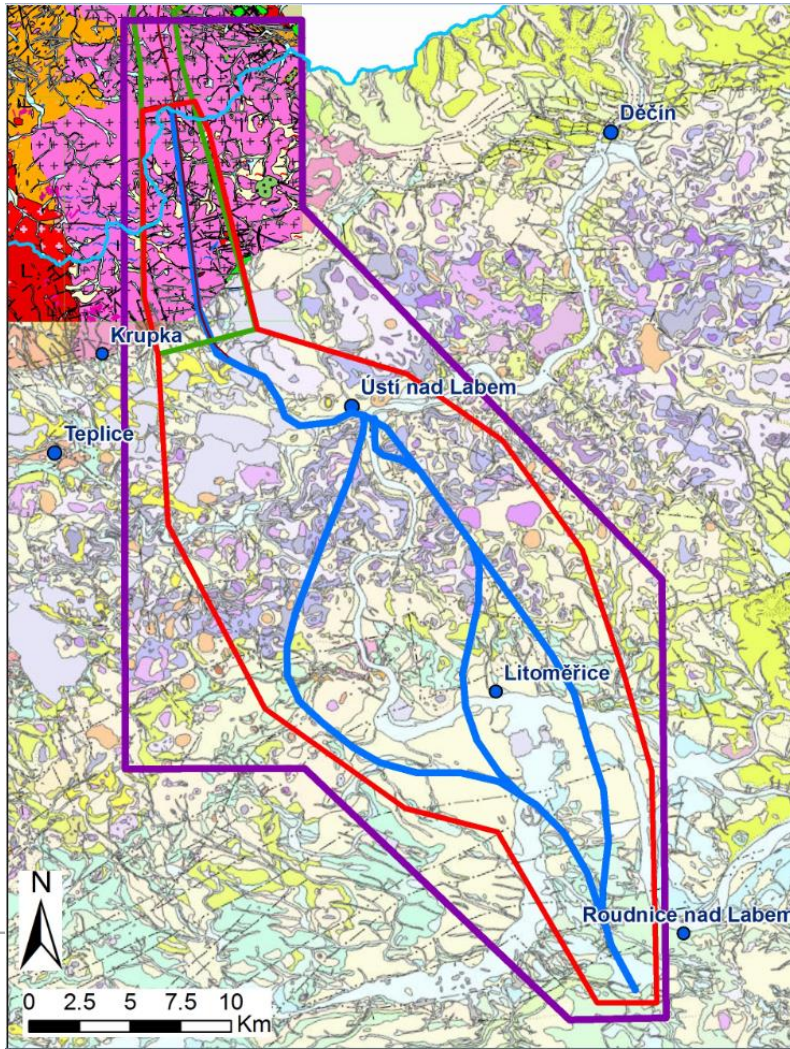 Děčín
Krupka
Ústí nad Labem
Teplice
Litoměřice
Roudnice nad Labem
N
0 2.5 5 7.5 10
Km